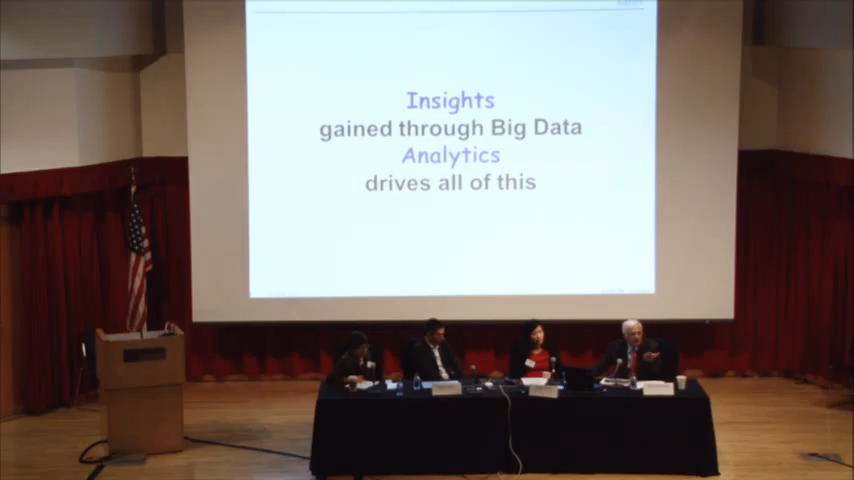 Insights
gained through Big Data
Analytics
drives all of this